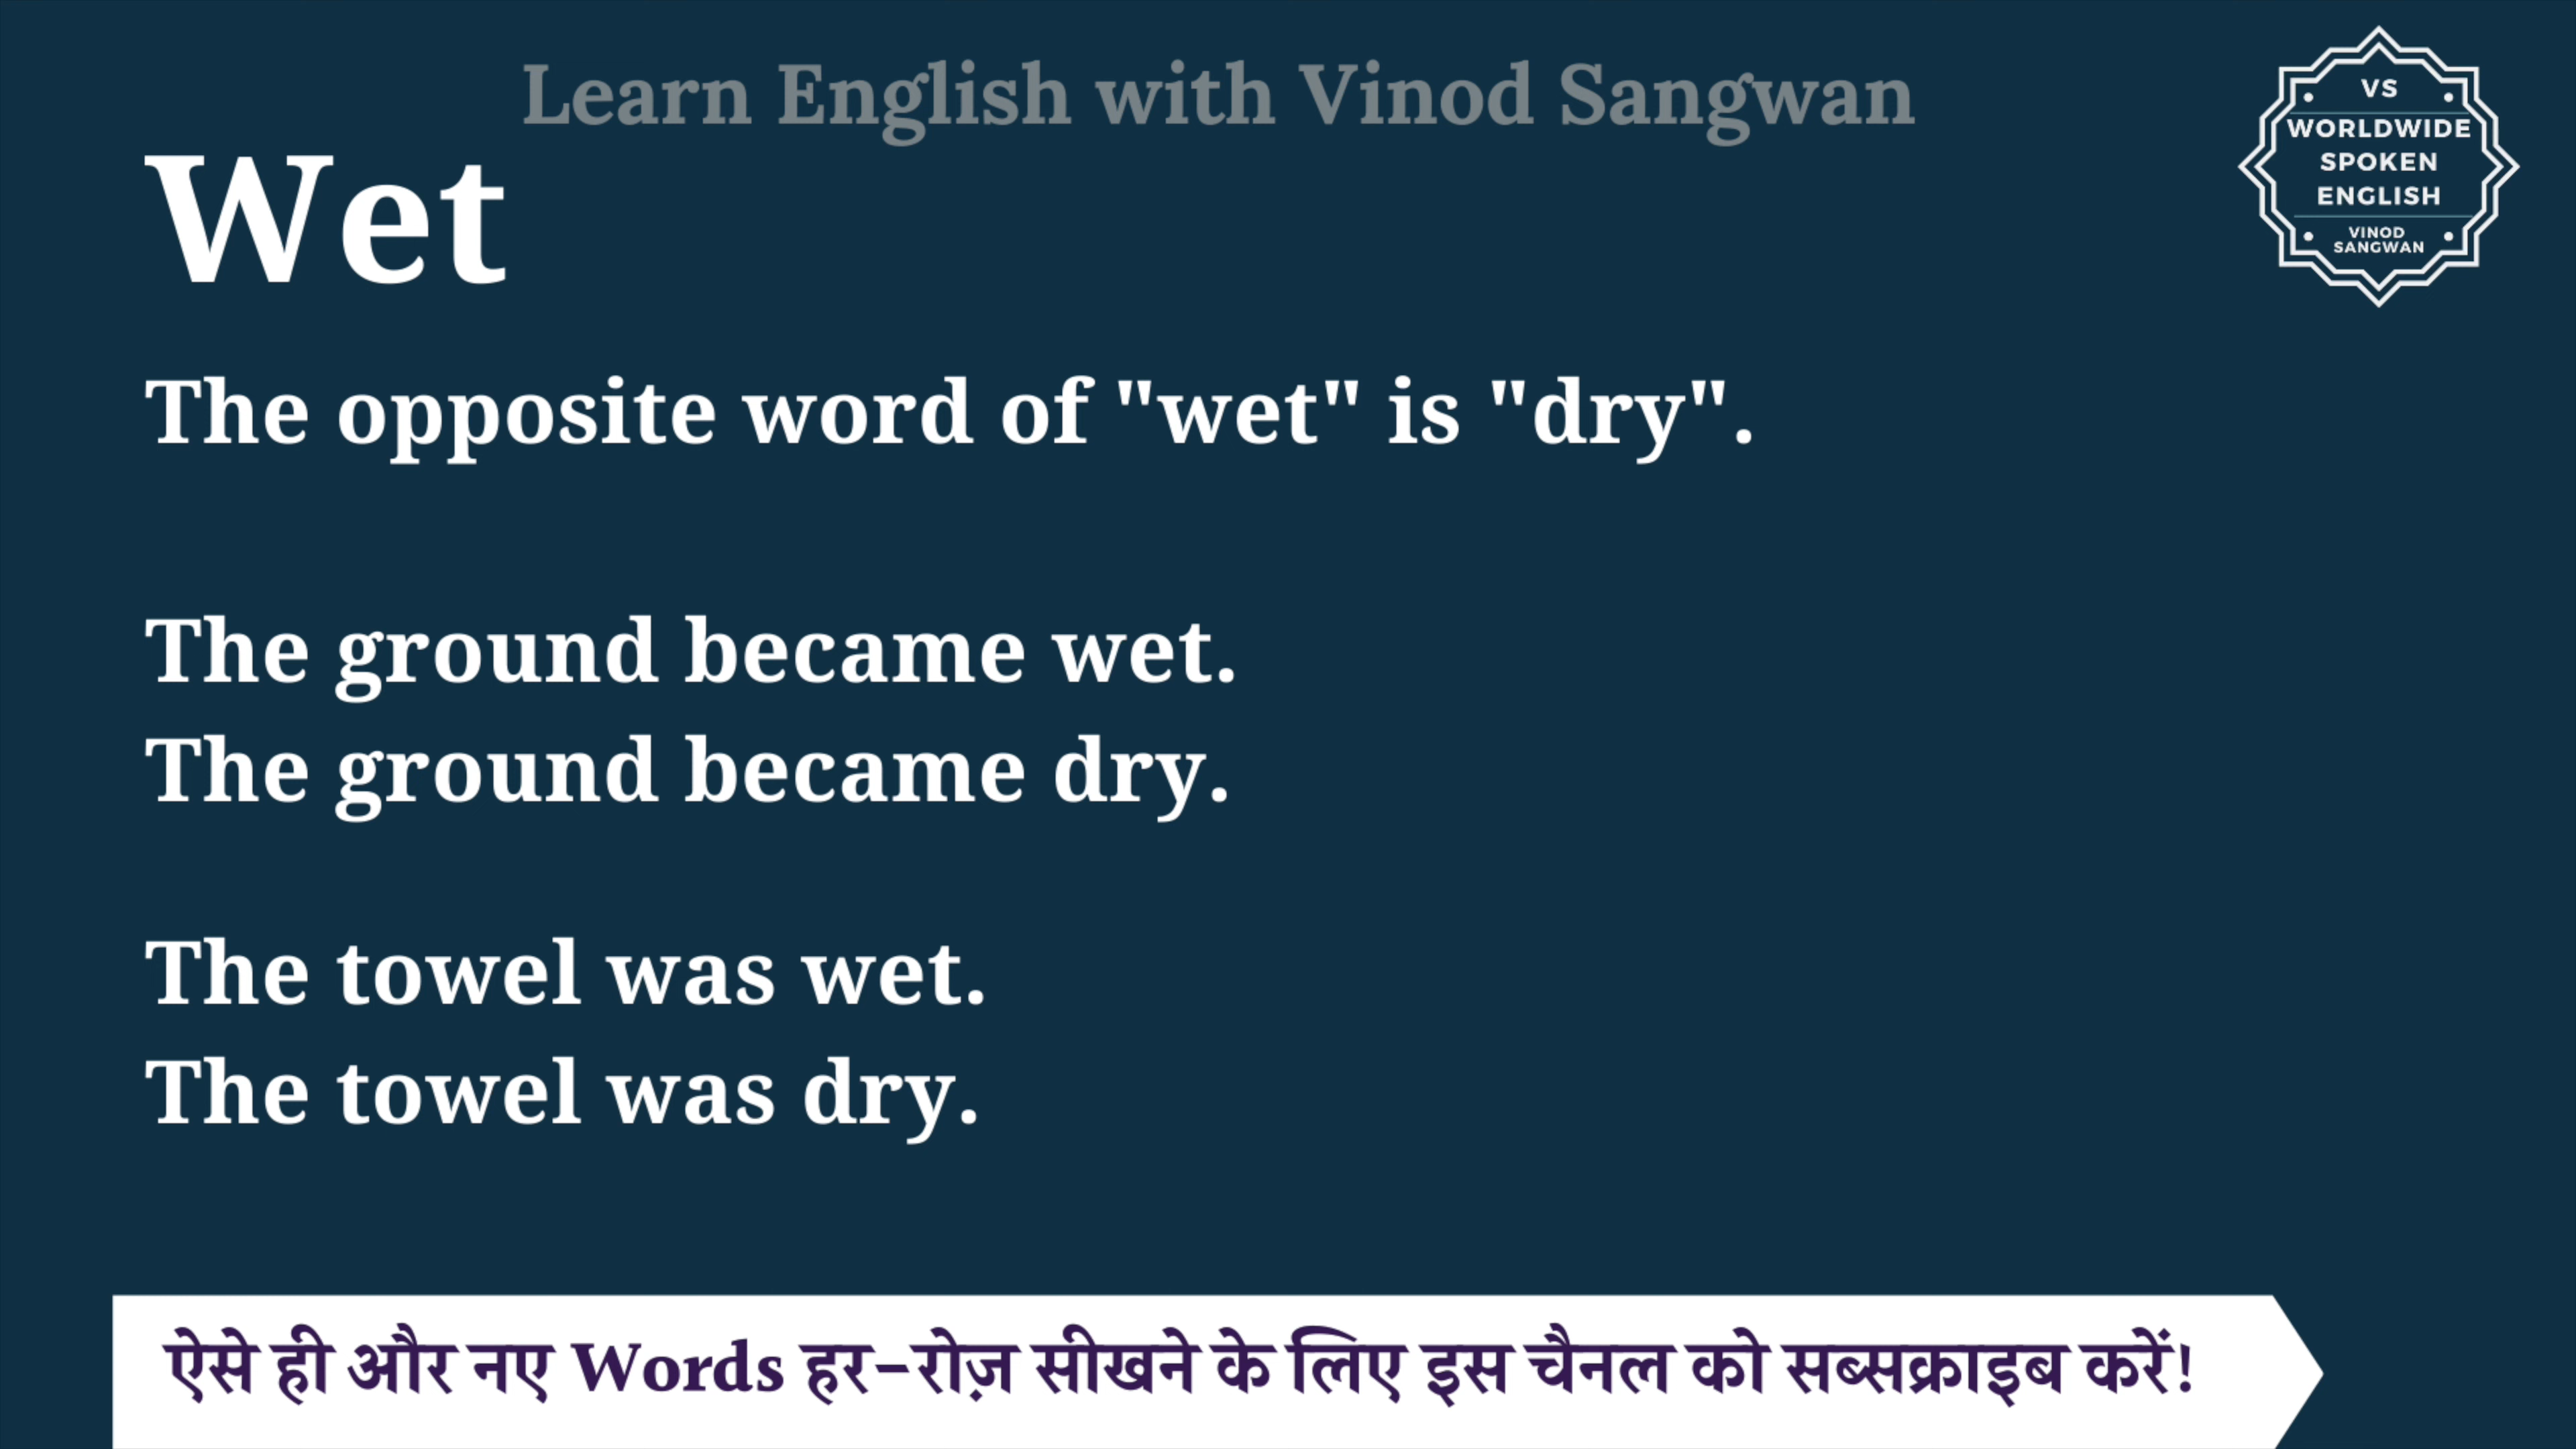 Learn English with Vinod Sangwan
VS
WORLDWIDE
SPOKEN
ENGLISH
VINOD
SANGWAN
Wet
The opposite word of "wet" is "dry".
The ground became wet.
The ground became dry.
The towel was wet.
The towel was dry.
ऐसे ही और नए Words हर-रोज़ सीखने के लिए इस चैनल को सब्सक्राइब करें!